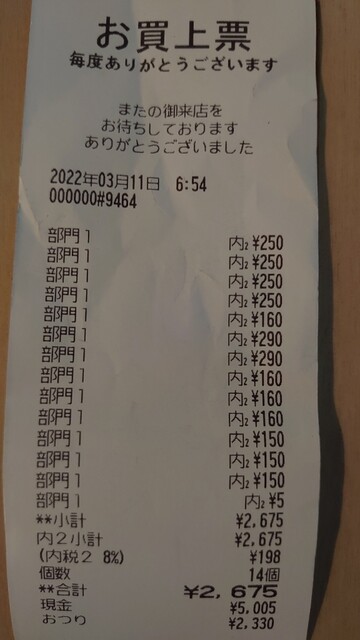 お買上票
毎度ありがとうございます
またの御来店を
お待ちしております
ありがとうございました
2022年03月11日 6:54
000000#9464
部門1 内2 ¥250
部門1 内2 ¥250
部門1 内2 ¥250
部門1 内2 ¥250
部門1 内2 ¥160
部門1 内2 ¥290
部門1 内2 ¥290
部門1 内2 ¥160
部門1 内2 ¥160
部門1 内2 ¥160
部門1 内2 ¥150
部門1 内2 ¥150
部門1 内2 ¥150
部門1 内2 ¥5
**小計 ¥2,675
内2小計 ¥2,675
(内税2 8%) ¥198
個数 14個
**合計 ¥2,675
現金 ¥5,005
おつり ¥2,330